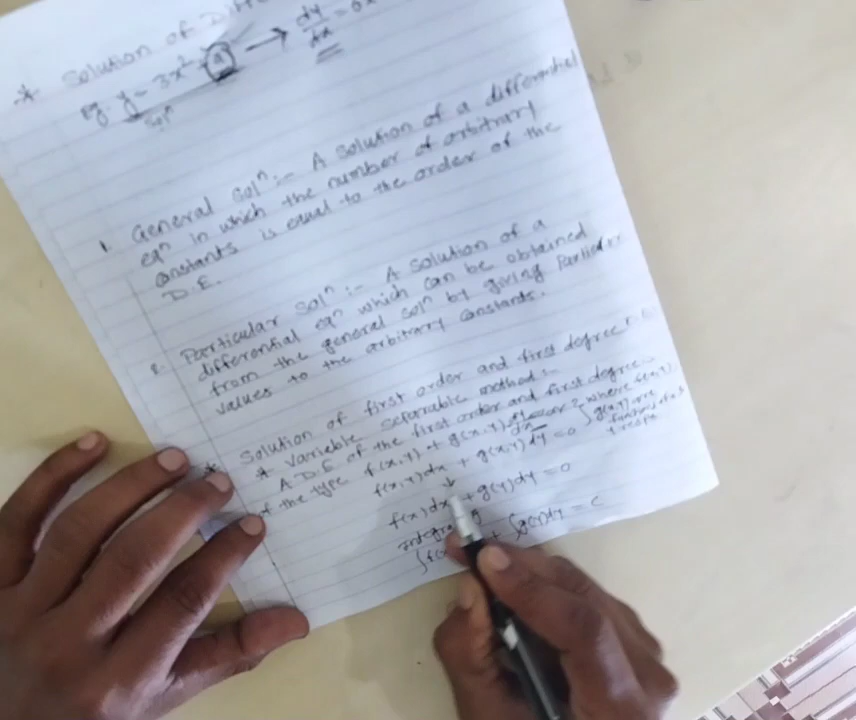 * Solution of
eg. y = 3x² → dy/dx =
solⁿ
1. General solⁿ :- A solution of a differential
eqⁿ in which the number of arbitrary
constants is equal to the order of the
D.E.
2. Particular solⁿ :- A solution of a
differential eqⁿ which can be obtained
from the general solⁿ by giving
values to the arbitrary constants.
* Solution of first order and first degree
* Variable separable method :-
A D.E of the first order and first degree
of the type f(x,y) + g(x,y) dy/dx = where
f(x,y)dx + g(x,y)dy = 0
↓
f(x)dx + g(y)dy = 0
∫ + ∫g(y)dy = c